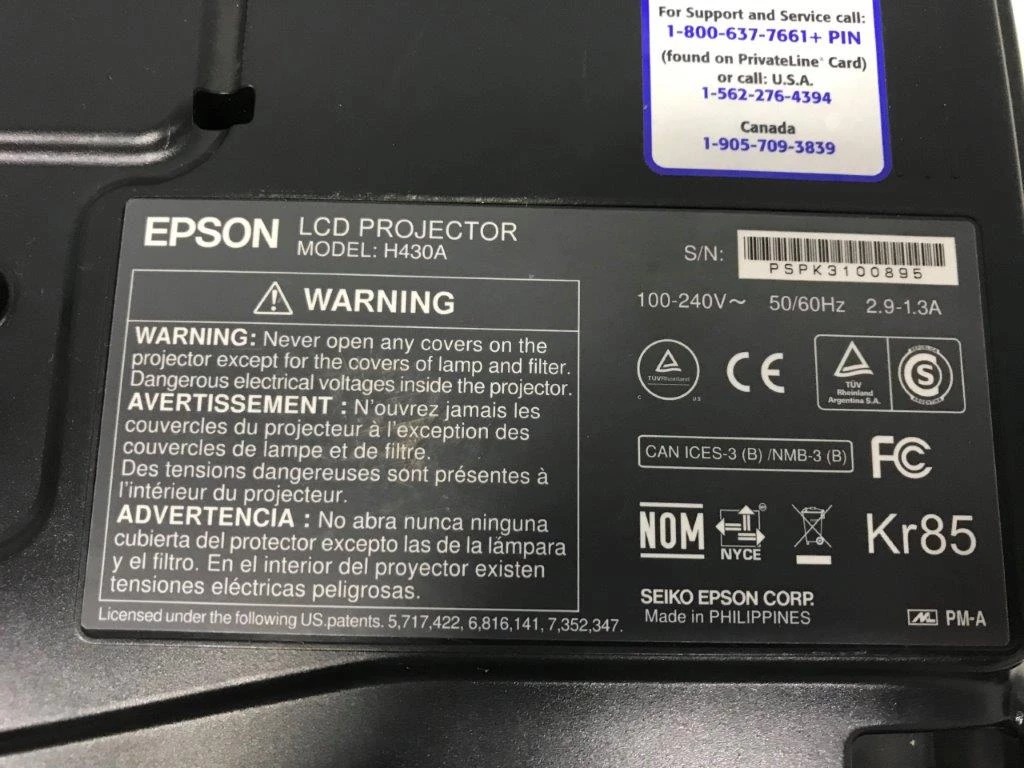 For Support and Service call:
1-800-637-7661+ PIN
(found on PrivateLine® Card)
or call: U.S.A.
1-562-276-4394
Canada
1-905-709-3839
EPSON LCD PROJECTOR
MODEL: H430A
S/N:
PSPK3100895
100-240V~ 50/60Hz 2.9-1.3A
⚠ WARNING
WARNING: Never open any covers on the
projector except for the covers of lamp and filter.
Dangerous electrical voltages inside the projector.
AVERTISSEMENT : N'ouvrez jamais les
couvercles du projecteur à l'exception des
couvercles de lampe et de filtre.
Des tensions dangereuses sont présentes à
l'intérieur du projecteur.
ADVERTENCIA : No abra nunca ninguna
cubierta del protector excepto las de la lámpara
y el filtro. En el interior del proyector existen
tensiones eléctricas peligrosas.
Licensed under the following US.patents. 5,717,422, 6,816,141, 7,352,347.
TÜVRheinland
C US
CE
TÜV
Rheinland
Argentina S.A.
REPUBLICA
S
ARGENTINA
CAN ICES-3 (B) /NMB-3 (B)
FC
NOM
NYCE
Kr85
SEIKO EPSON CORP.
Made in PHILIPPINES
ML PM-A